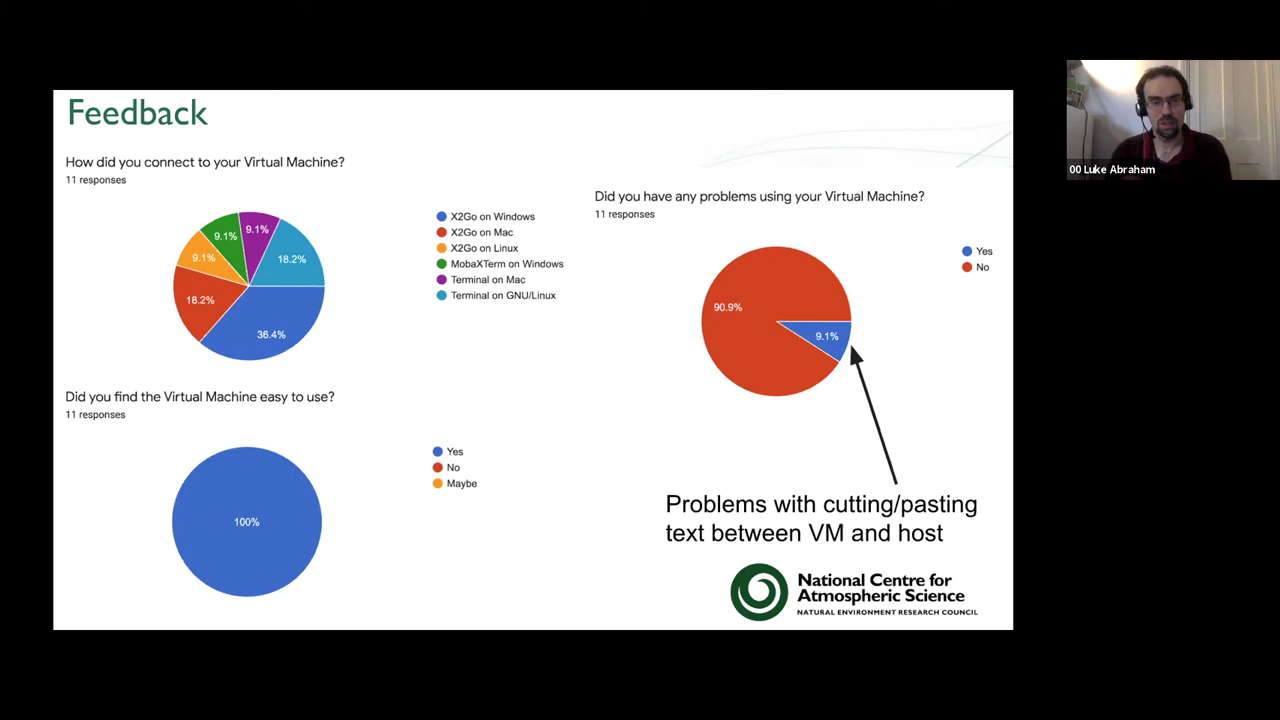 Feedback
How did you connect to your Virtual Machine?
11 responses
9.1%
9.1%
9.1%
18.2%
18.2%
36.4%
X2Go on Windows
X2Go on Mac
X2Go on Linux
MobaXTerm on Windows
Terminal on Mac
Terminal on GNU/Linux
Did you find the Virtual Machine easy to use?
11 responses
100%
Yes
No
Maybe
Did you have any problems using your Virtual Machine?
11 responses
90.9%
9.1%
Yes
No
Problems with cutting/pasting
text between VM and host
National Centre for
Atmospheric Science
NATURAL ENVIRONMENT RESEARCH COUNCIL
00 Luke Abraham